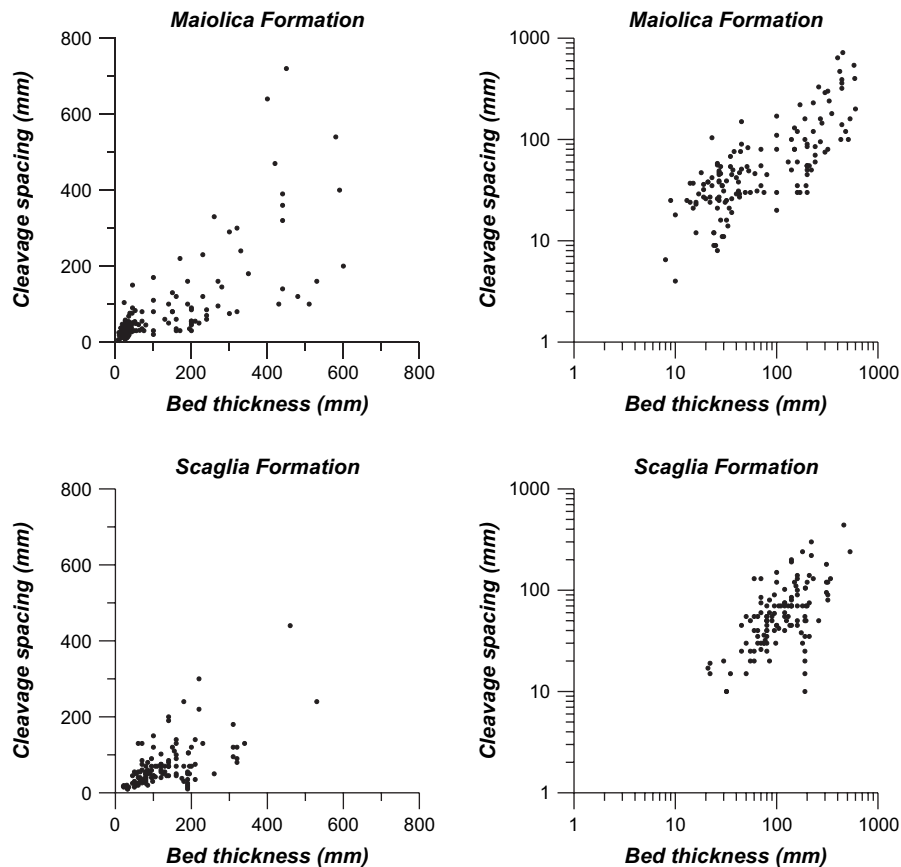 Maiolica Formation
800
600
400
200
0
Cleavage spacing (mm)
0 200 400 600 800
Bed thickness (mm)
Maiolica Formation
1000
100
10
1
Cleavage spacing (mm)
1 10 100 1000
Bed thickness (mm)
Scaglia Formation
800
600
400
200
0
Cleavage spacing (mm)
0 200 400 600 800
Bed thickness (mm)
Scaglia Formation
1000
100
10
1
Cleavage spacing (mm)
1 10 100 1000
Bed thickness (mm)